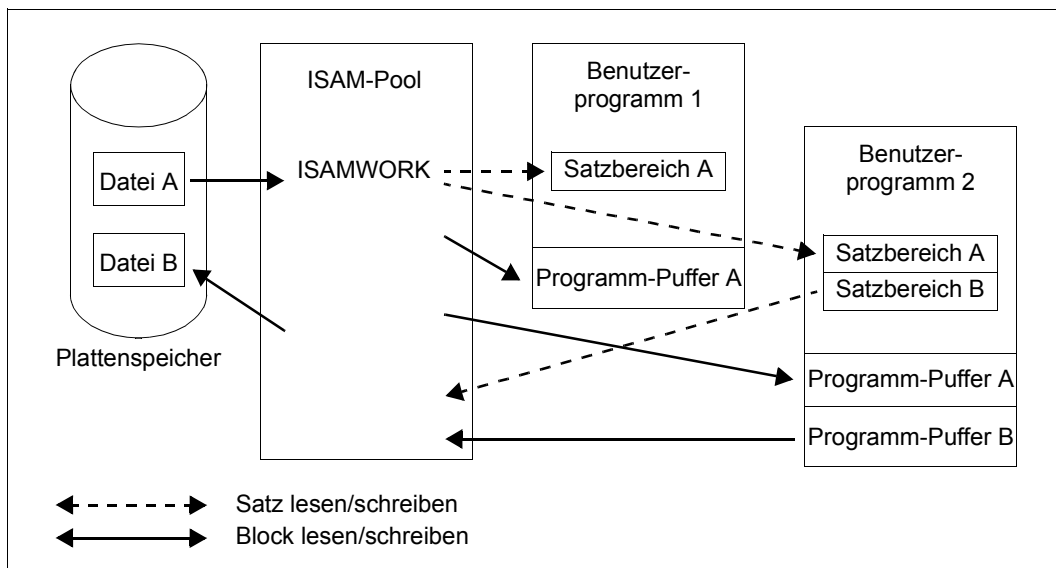 ISAM-Pool
Benutzer-
programm 1
Benutzer-
programm 2
ISAMWORK
Datei A
Satzbereich A
Datei B
Satzbereich A
Satzbereich B
Programm-Puffer A
Plattenspeicher
Programm-Puffer A
Programm-Puffer B
Satz lesen/schreiben
Block lesen/schreiben